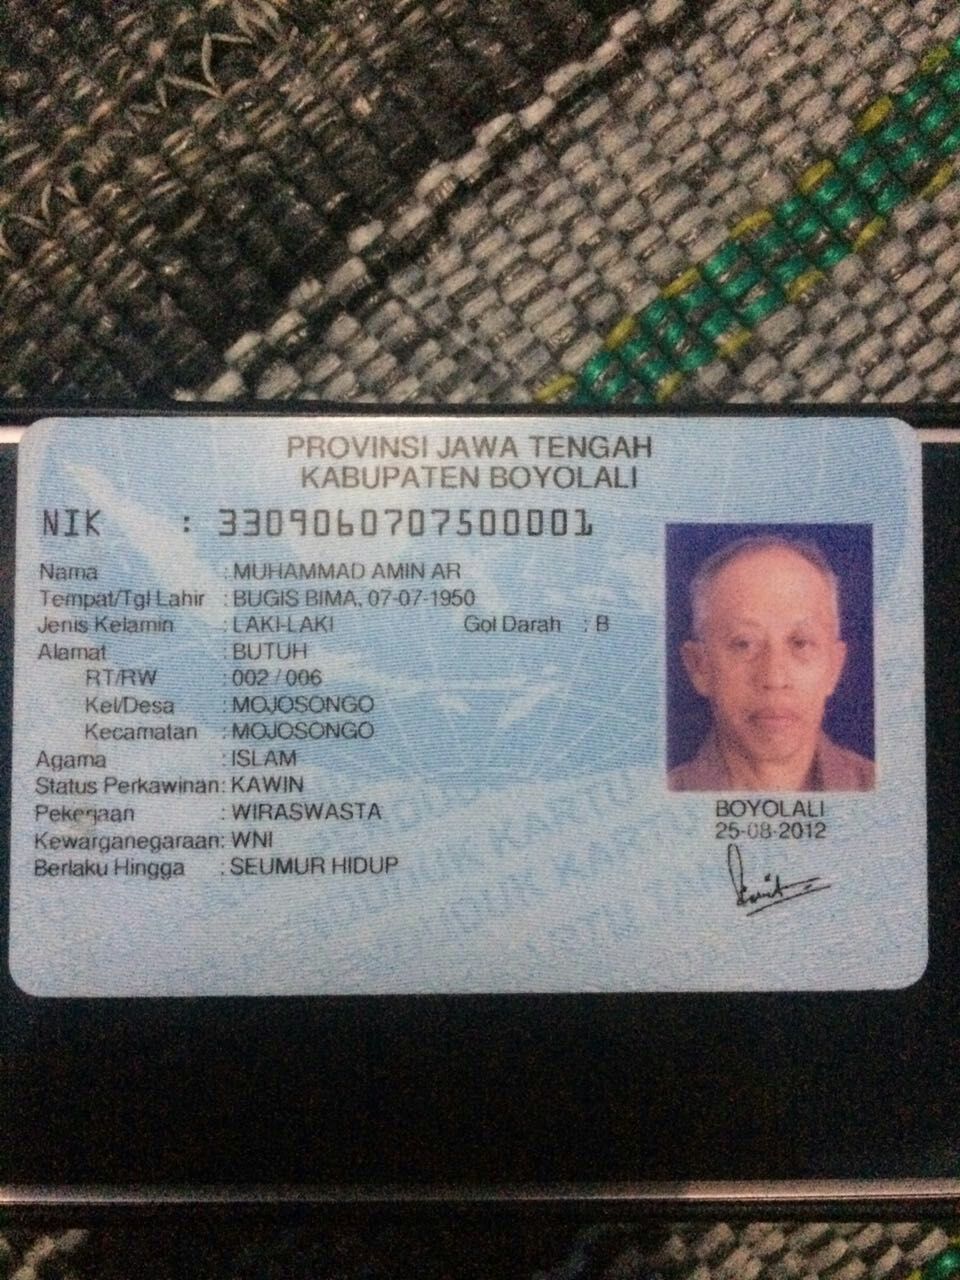 PROVINSI JAWA TENGAH
KABUPATEN BOYOLALI
NIK : 3309060707500001
Nama : MUHAMMAD AMIN AR
Tempat/Tgl Lahir : BUGIS BIMA, 07-07-1950
Jenis Kelamin : LAKI-LAKI Gol Darah : B
Alamat : BUTUH
RT/RW : 002 / 006
Kel/Desa : MOJOSONGO
Kecamatan : MOJOSONGO
Agama : ISLAM
Status Perkawinan: KAWIN
Pekerjaan : WIRASWASTA
Kewarganegaraan: WNI
Berlaku Hingga : SEUMUR HIDUP
BOYOLALI
25-08-2012